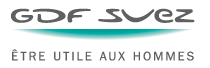 GDF SUEZ
ÊTRE UTILE AUX HOMMES